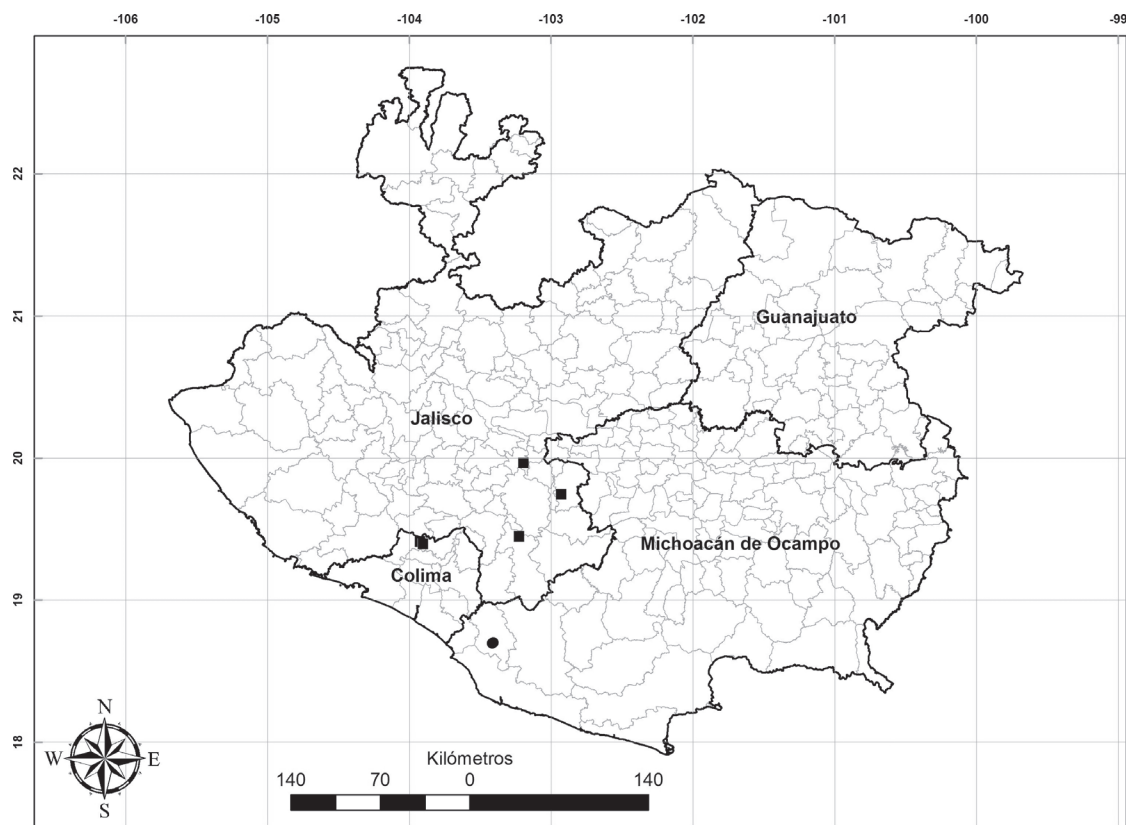 -106 -105 -104 -103 -102 -101 -100 -99
22
21
Guanajuato
Jalisco
20
Michoacán de Ocampo
Colima
19
18
N
W E
S
Kilómetros
140 70 0 140